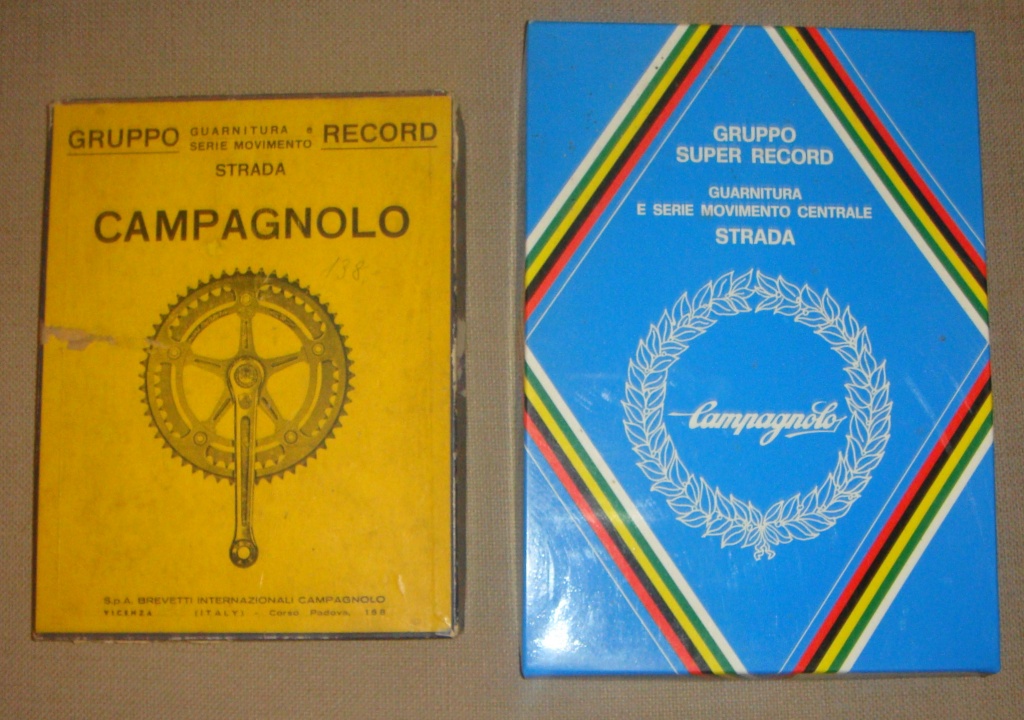 GRUPPO GUARNITURA e SERIE MOVIMENTO RECORD
STRADA
CAMPAGNOLO
138
S.p.A. BREVETTI INTERNAZIONALI CAMPAGNOLO
VICENZA (ITALY) - Corso Padova, 168
GRUPPO
SUPER RECORD
GUARNITURA
E SERIE MOVIMENTO CENTRALE
STRADA
Campagnolo